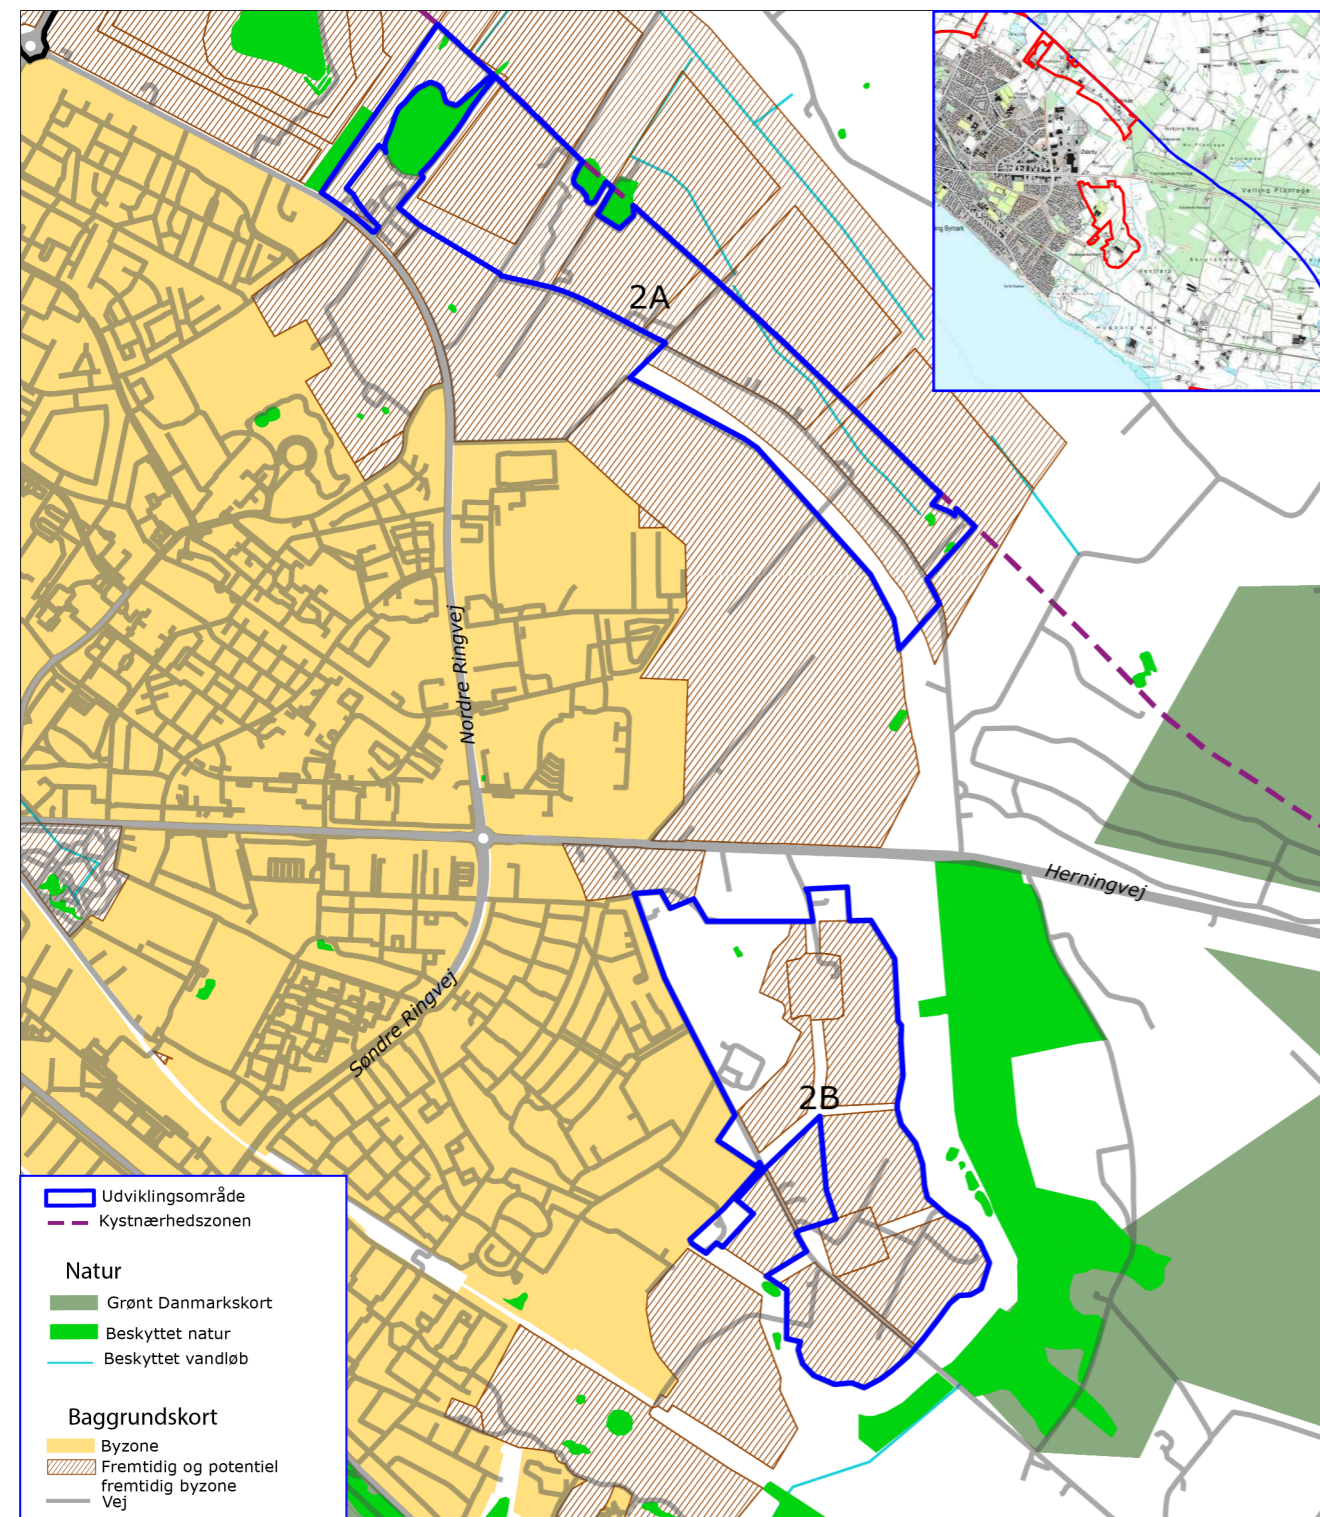 2A
Nordre Ringvej
Herningvej
Søndre Ringvej
2B
Velling Plantage
Udviklingsområde
Kystnærhedszonen
Natur
Grønt Danmarkskort
Beskyttet natur
Beskyttet vandløb
Baggrundskort
Byzone
Fremtidig og potentiel
fremtidig byzone
Vej